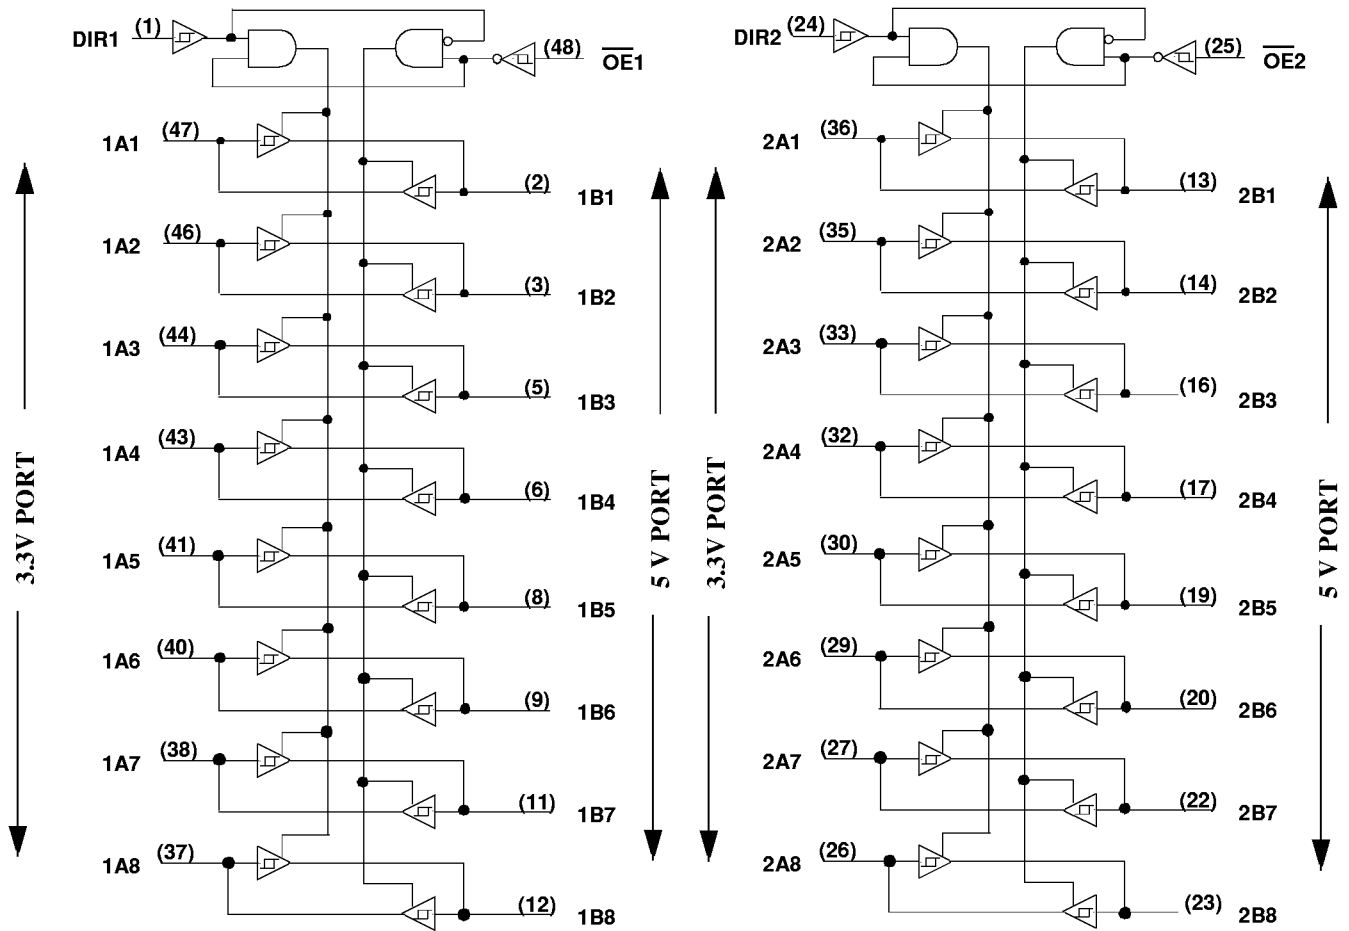 DIR1 (1) (48) OE1
1A1 (47) (2) 1B1
1A2 (46) (3) 1B2
1A3 (44) (5) 1B3
1A4 (43) (6) 1B4
1A5 (41) (8) 1B5
1A6 (40) (9) 1B6
1A7 (38) (11) 1B7
1A8 (37) (12) 1B8
3.3V PORT
5 V PORT
DIR2 (24) (25) OE2
2A1 (36) (13) 2B1
2A2 (35) (14) 2B2
2A3 (33) (16) 2B3
2A4 (32) (17) 2B4
2A5 (30) (19) 2B5
2A6 (29) (20) 2B6
2A7 (27) (22) 2B7
2A8 (26) (23) 2B8
3.3V PORT
5 V PORT